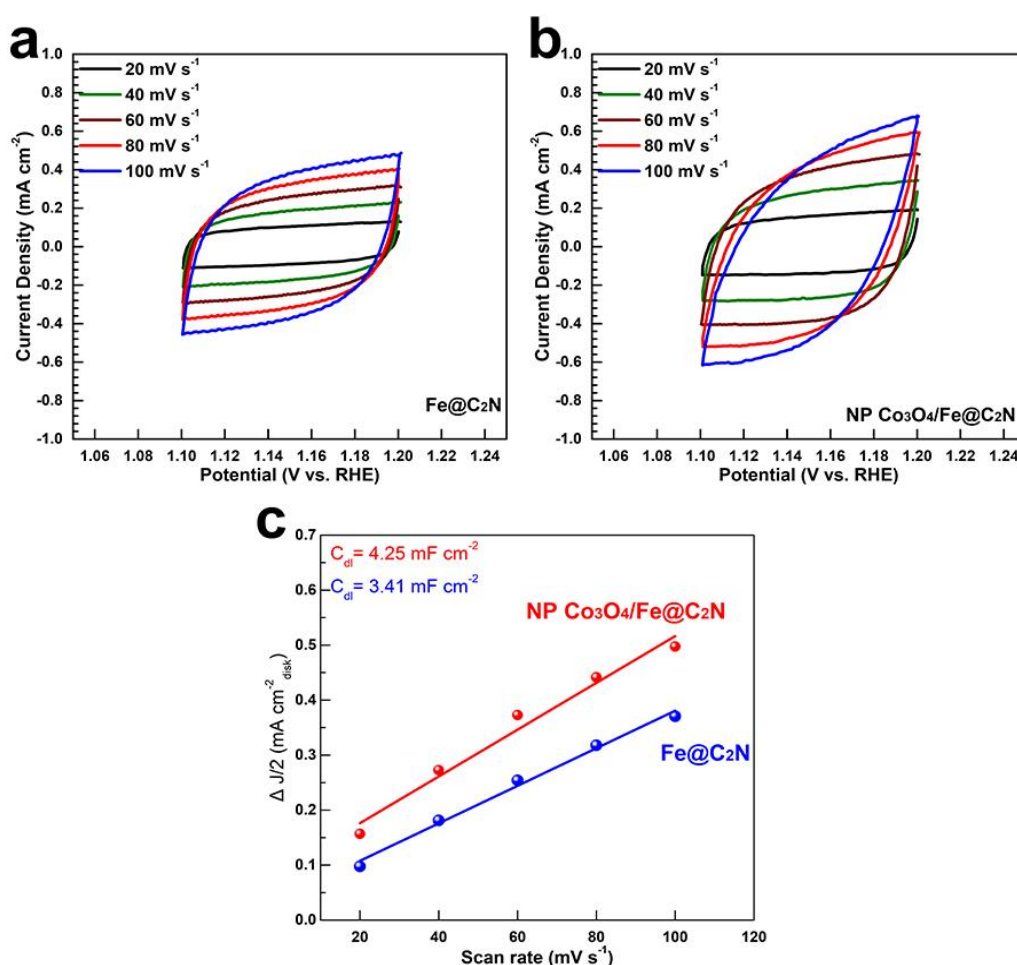 a
1.0
0.8
0.6
0.4
0.2
0.0
-0.2
-0.4
-0.6
-0.8
-1.0
Current Density (mA cm⁻²)
20 mV s⁻¹
40 mV s⁻¹
60 mV s⁻¹
80 mV s⁻¹
100 mV s⁻¹
Fe@C₂N
1.06 1.08 1.10 1.12 1.14 1.16 1.18 1.20 1.22 1.24
Potential (V vs. RHE)
b
1.0
0.8
0.6
0.4
0.2
0.0
-0.2
-0.4
-0.6
-0.8
-1.0
Current Density (mA cm⁻²)
20 mV s⁻¹
40 mV s⁻¹
60 mV s⁻¹
80 mV s⁻¹
100 mV s⁻¹
NP Co₃O₄/Fe@C₂N
1.06 1.08 1.10 1.12 1.14 1.16 1.18 1.20 1.22 1.24
Potential (V vs. RHE)
c
0.7
0.6
0.5
0.4
0.3
0.2
0.1
0.0
Δ J/2 (mA cm⁻²disk)
C_dl= 4.25 mF cm⁻²
C_dl= 3.41 mF cm⁻²
NP Co₃O₄/Fe@C₂N
Fe@C₂N
20 40 60 80 100 120
Scan rate (mV s⁻¹)